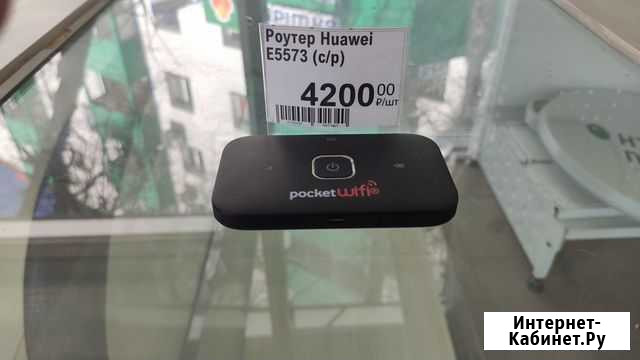 Роутер Huawei
E5573 (с/р)
4200 00
₽/шт
pocket wifi
Интернет-
Кабинет.Ру